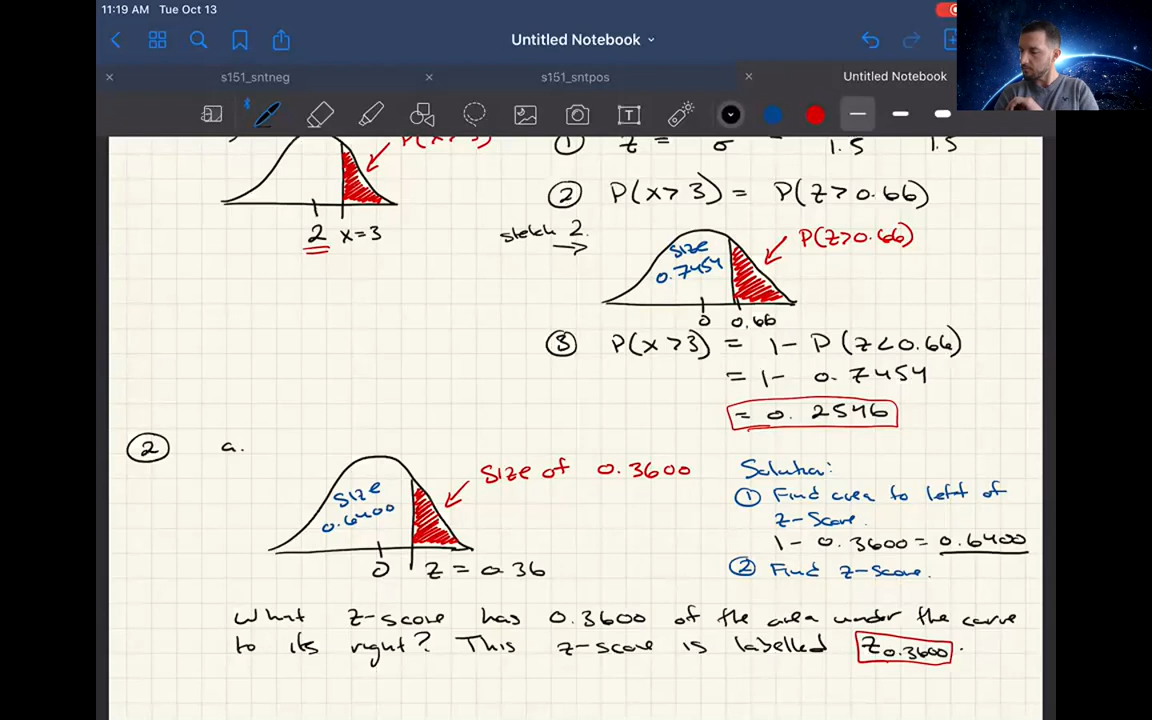 11:19 AM Tue Oct 13
Untitled Notebook
s151_sntneg
s151_sntpos
Untitled Notebook
P(x>3)
2 x=3
① z = σ = 1.5 1.5
② P(x>3) = P(z>0.66)
sketch 2.
size
0.7454
P(z>0.66)
0 0.66
③ P(x>3) = 1- P(z<0.66)
= 1- 0.7454
= 0.2546
② a.
size
0.6400
Size of 0.3600
0 z = 0.36
Solution:
① Find area to left of
z-score.
1- 0.3600 = 0.6400
② Find z-score.
What z-score has 0.3600 of the area under the curve
to its right? This z-score is labelled z0.3600.